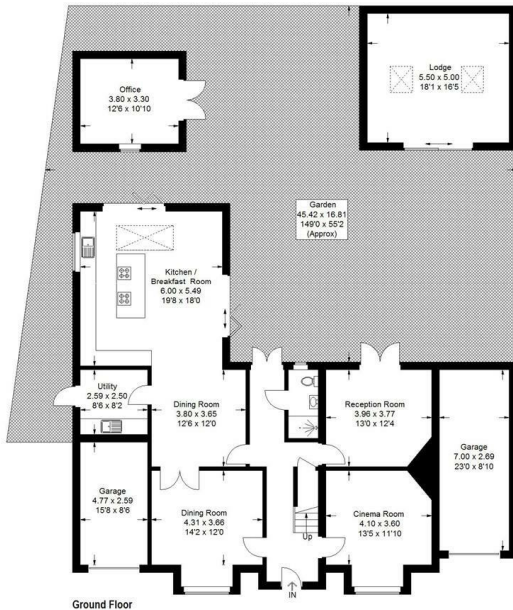 Office
3.80 x 3.30
12'6 x 10'10
Lodge
5.50 x 5.00
18'1 x 16'5
Garden
45.42 x 16.81
149'0 x 55'2
(Approx)
Kitchen /
Breakfast Room
6.00 x 5.49
19'8 x 18'0
Utility
2.59 x 2.50
8'6 x 8'2
Dining Room
3.80 x 3.65
12'6 x 12'0
Reception Room
3.96 x 3.77
13'0 x 12'4
Garage
7.00 x 2.69
23'0 x 8'10
Garage
4.77 x 2.59
15'8 x 8'6
Dining Room
4.31 x 3.66
14'2 x 12'0
Up
Cinema Room
4.10 x 3.60
13'5 x 11'10
IN
Ground Floor